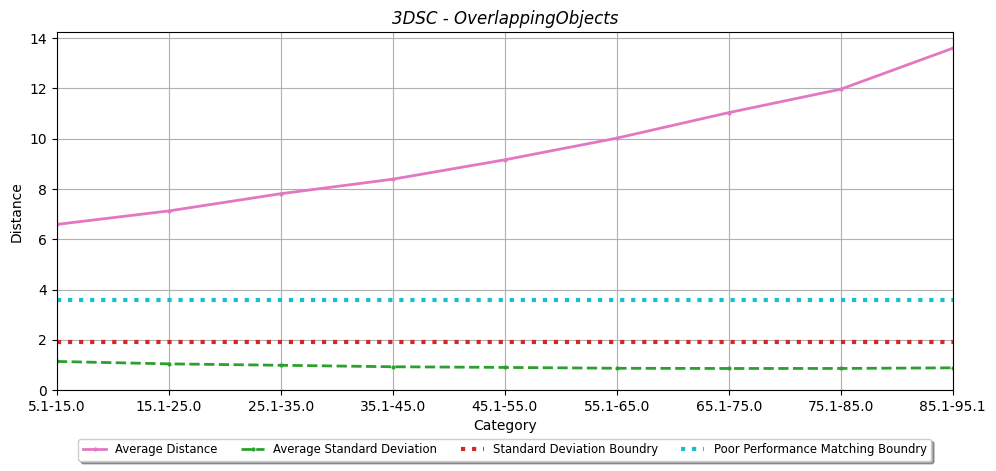 3DSC - OverlappingObjects
14
12
10
8
6
4
2
0
Distance
5.1-15.0 15.1-25.0 25.1-35.0 35.1-45.0 45.1-55.0 55.1-65.0 65.1-75.0 75.1-85.0 85.1-95.1
Category
Average Distance Average Standard Deviation Standard Deviation Boundry Poor Performance Matching Boundry